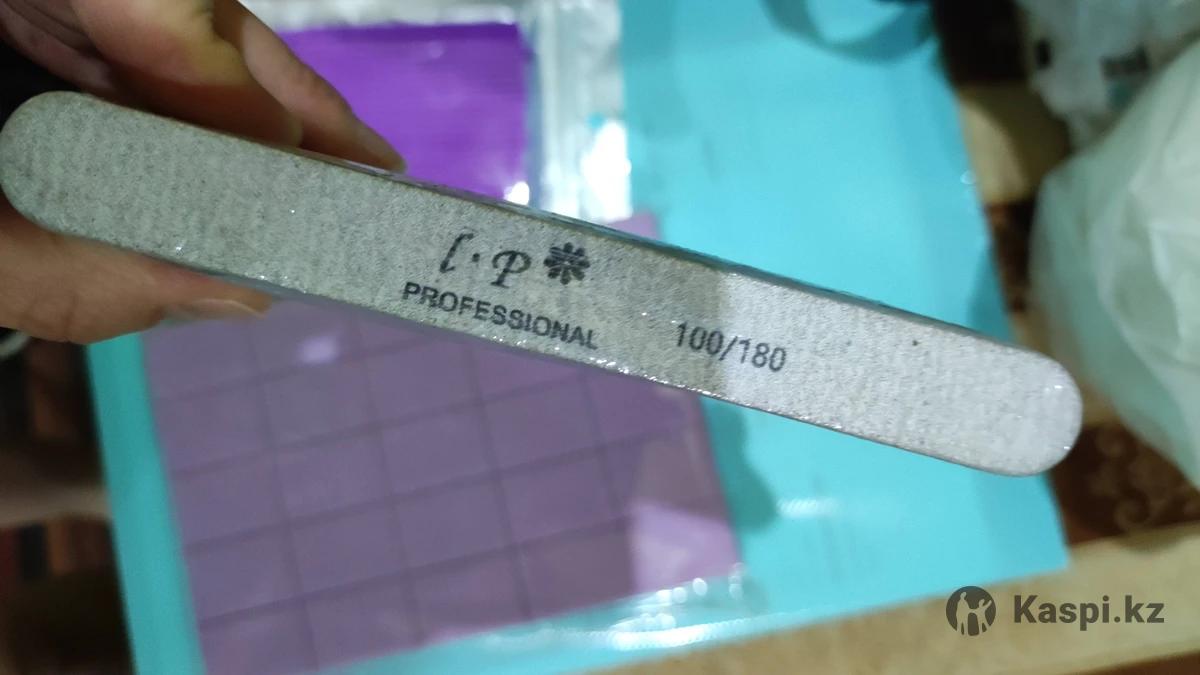 I·P
PROFESSIONAL
100/180
Kaspi.kz